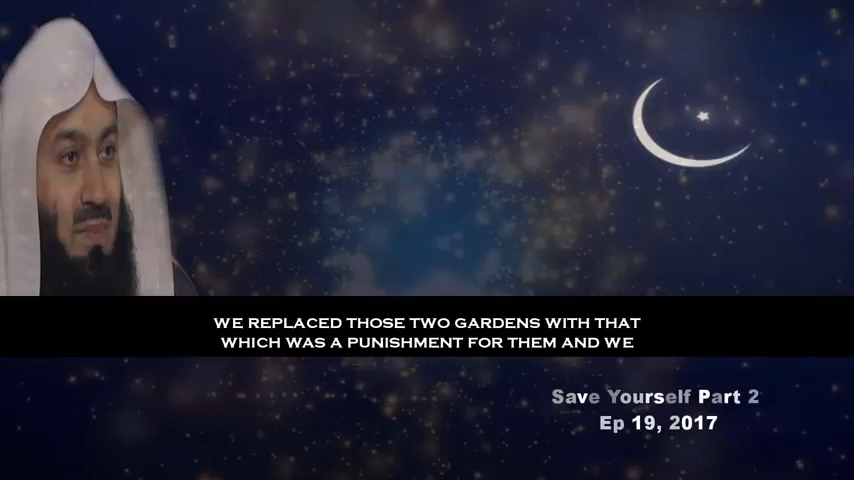 WE REPLACED THOSE TWO GARDENS WITH THAT
WHICH WAS A PUNISHMENT FOR THEM AND WE
Save Yourself Part 2
Ep 19, 2017